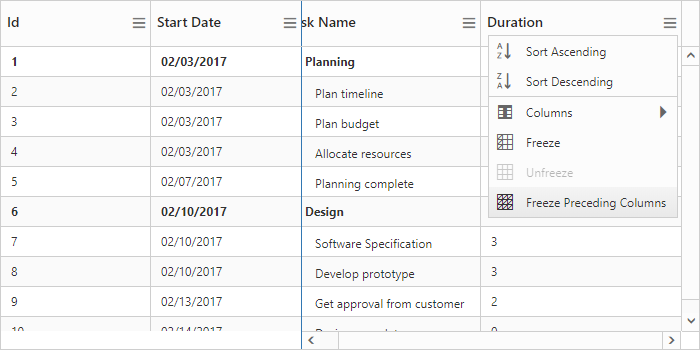 Id Start Date sk Name Duration
1 02/03/2017 Planning
2 02/03/2017 Plan timeline
3 02/03/2017 Plan budget
4 02/03/2017 Allocate resources
5 02/07/2017 Planning complete
6 02/10/2017 Design
7 02/10/2017 Software Specification 3
8 02/10/2017 Develop prototype 3
9 02/13/2017 Get approval from customer 2
10 02/14/2017
Sort Ascending
Sort Descending
Columns
Freeze
Unfreeze
Freeze Preceding Columns